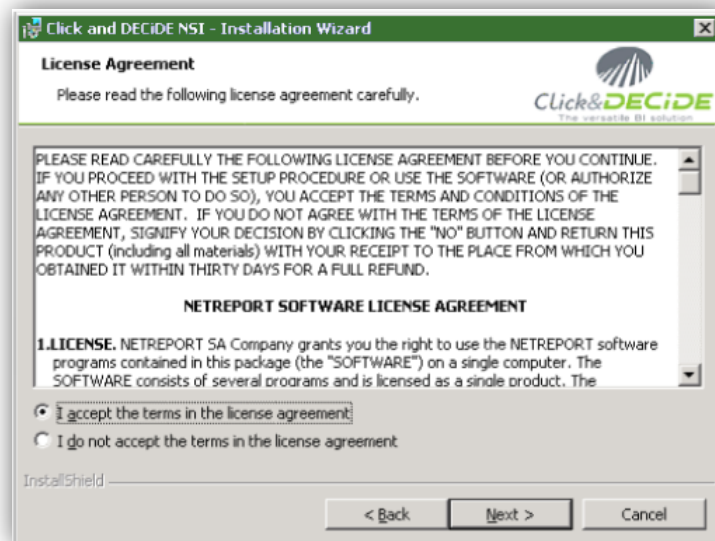 Click and DECiDE NSI - Installation Wizard
License Agreement
Please read the following license agreement carefully.
Click&DECiDE
The versatile BI solution
PLEASE READ CAREFULLY THE FOLLOWING LICENSE AGREEMENT BEFORE YOU CONTINUE.
IF YOU PROCEED WITH THE SETUP PROCEDURE OR USE THE SOFTWARE (OR AUTHORIZE
ANY OTHER PERSON TO DO SO), YOU ACCEPT THE TERMS AND CONDITIONS OF THE
LICENSE AGREEMENT. IF YOU DO NOT AGREE WITH THE TERMS OF THE LICENSE
AGREEMENT, SIGNIFY YOUR DECISION BY CLICKING THE "NO" BUTTON AND RETURN THIS
PRODUCT (including all materials) WITH YOUR RECEIPT TO THE PLACE FROM WHICH YOU
OBTAINED IT WITHIN THIRTY DAYS FOR A FULL REFUND.
NETREPORT SOFTWARE LICENSE AGREEMENT
1.LICENSE. NETREPORT SA Company grants you the right to use the NETREPORT software
programs contained in this package (the "SOFTWARE") on a single computer. The
SOFTWARE consists of several programs and is licensed as a single product. The
I accept the terms in the license agreement
I do not accept the terms in the license agreement
InstallShield
< Back Next > Cancel